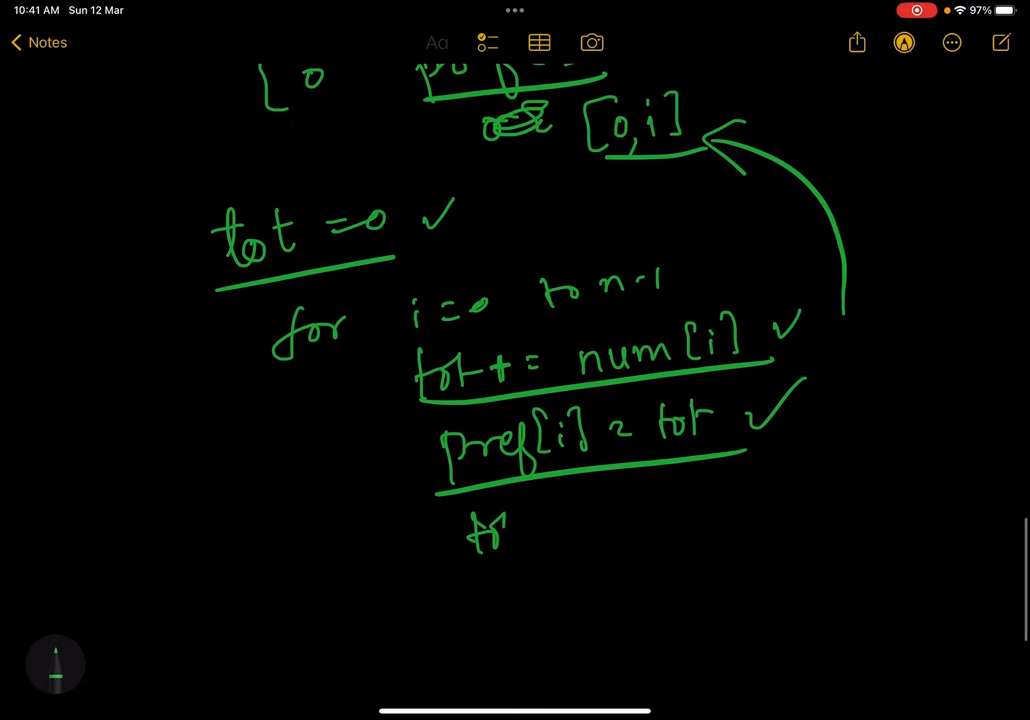 10:41 AM Sun 12 Mar
97%
Notes
Aa
[ 0
[0,i]
tot = 0 ✓
for i = 0 to n-1
tot += num[i] ✓
pref[i] = tot ✓